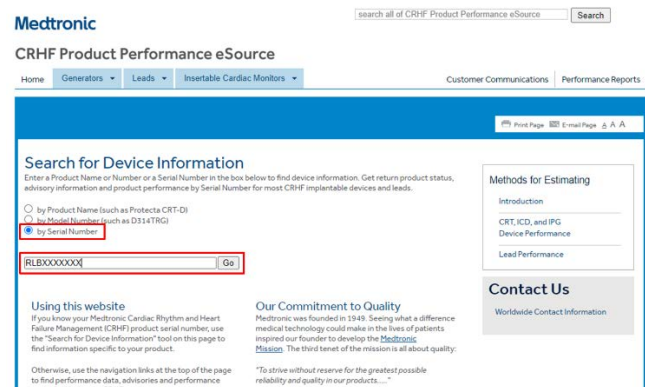 Medtronic
search all of CRHF Product Performance eSource Search
CRHF Product Performance eSource
Home Generators Leads Insertable Cardiac Monitors Customer Communications Performance Reports
Print Page E-mail Page A A A
Search for Device Information
Enter a Product Name or Number or a Serial Number in the box below to find device information. Get return product status,
advisory information and product performance by Serial Number for most CRHF implantable devices and leads.
by Product Name (such as Protecta CRT-D)
by Model Number (such as D314TRG)
by Serial Number
RLBXXXXXXX Go
Using this website
If you know your Medtronic Cardiac Rhythm and Heart
Failure Management (CRHF) product serial number, use
the "Search for Device Information" tool on this page to
find information specific to your product.
Otherwise, use the navigation links at the top of the page
to find performance data, advisories and performance
Our Commitment to Quality
Medtronic was founded in 1949. Seeing what a difference
medical technology could make in the lives of patients
inspired our founder to develop the Medtronic
Mission. The third tenet of the mission is all about quality:
"To strive without reserve for the greatest possible
reliability and quality in our products....."
Methods for Estimating
Introduction
CRT, ICD, and IPG
Device Performance
Lead Performance
Contact Us
Worldwide Contact Information